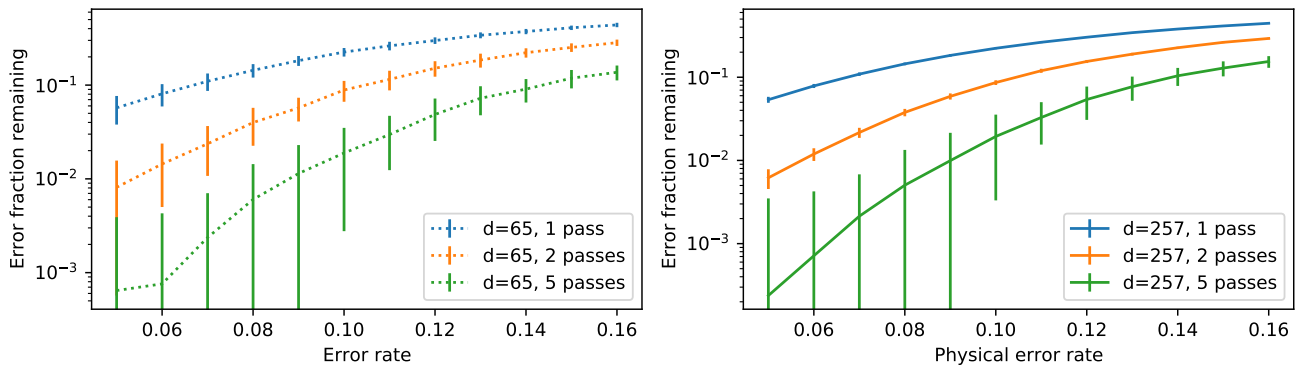 Error fraction remaining
10⁻¹
10⁻²
10⁻³
0.06 0.08 0.10 0.12 0.14 0.16
Error rate
d=65, 1 pass
d=65, 2 passes
d=65, 5 passes
Error fraction remaining
10⁻¹
10⁻²
10⁻³
0.06 0.08 0.10 0.12 0.14 0.16
Physical error rate
d=257, 1 pass
d=257, 2 passes
d=257, 5 passes